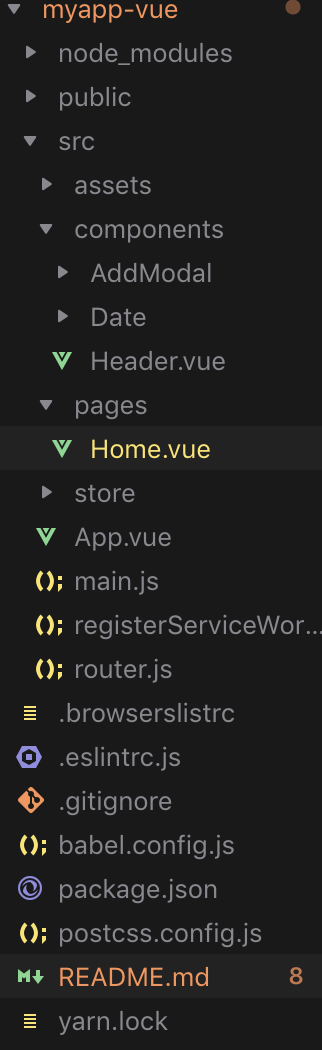 myapp-vue
node_modules
public
src
assets
components
AddModal
Date
Header.vue
pages
Home.vue
store
App.vue
main.js
registerServiceWor...
router.js
.browserslistrc
.eslintrc.js
.gitignore
babel.config.js
package.json
postcss.config.js
README.md 8
yarn.lock